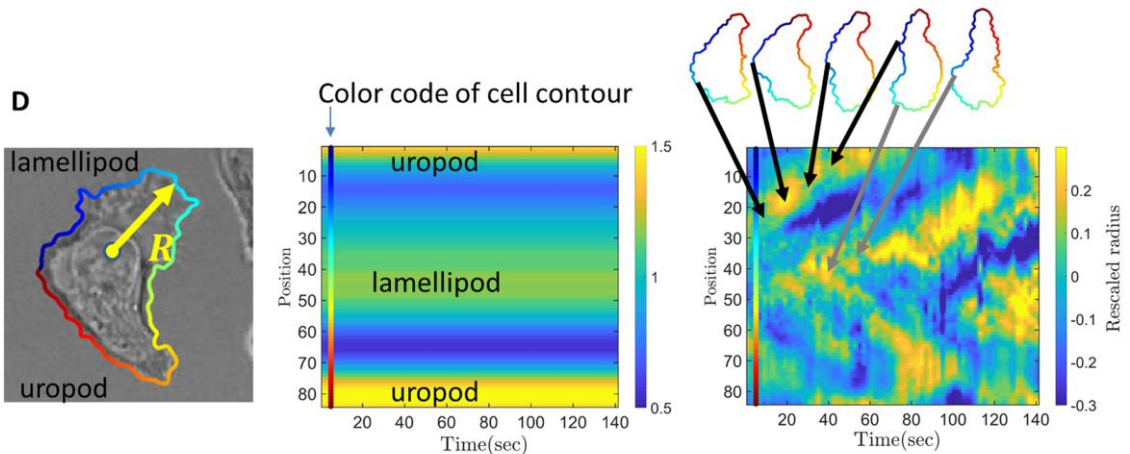 D
lamellipod
R
uropod
Color code of cell contour
uropod
lamellipod
uropod
Position
10
20
30
40
50
60
70
80
20 40 60 80 100 120 140
Time(sec)
1.5
1
0.5
Position
10
20
30
40
50
60
70
80
20 40 60 80 100 120 140
Time(sec)
0.2
0.1
0
-0.1
-0.2
-0.3
Rescaled radius